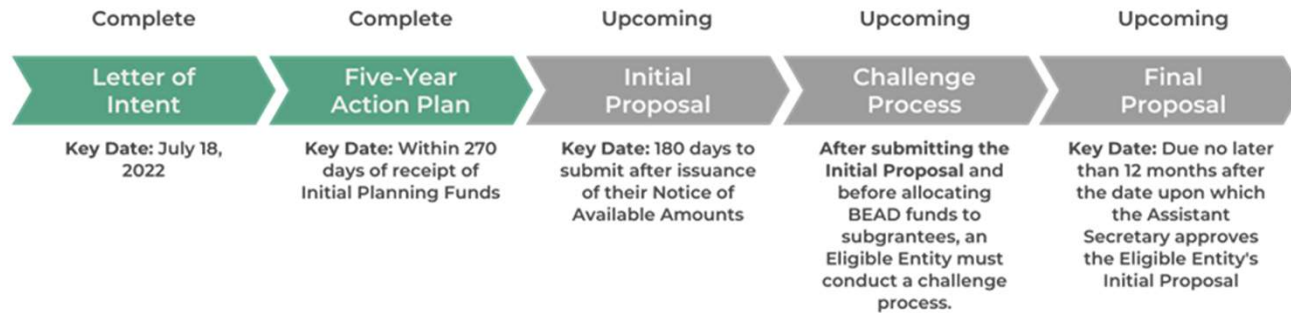 Complete
Letter of
Intent
Key Date: July 18,
2022
Complete
Five-Year
Action Plan
Key Date: Within 270
days of receipt of
Initial Planning Funds
Upcoming
Initial
Proposal
Key Date: 180 days to
submit after issuance
of their Notice of
Available Amounts
Upcoming
Challenge
Process
After submitting the
Initial Proposal and
before allocating
BEAD funds to
subgrantees, an
Eligible Entity must
conduct a challenge
process.
Upcoming
Final
Proposal
Key Date: Due no later
than 12 months after
the date upon which
the Assistant
Secretary approves
the Eligible Entity's
Initial Proposal